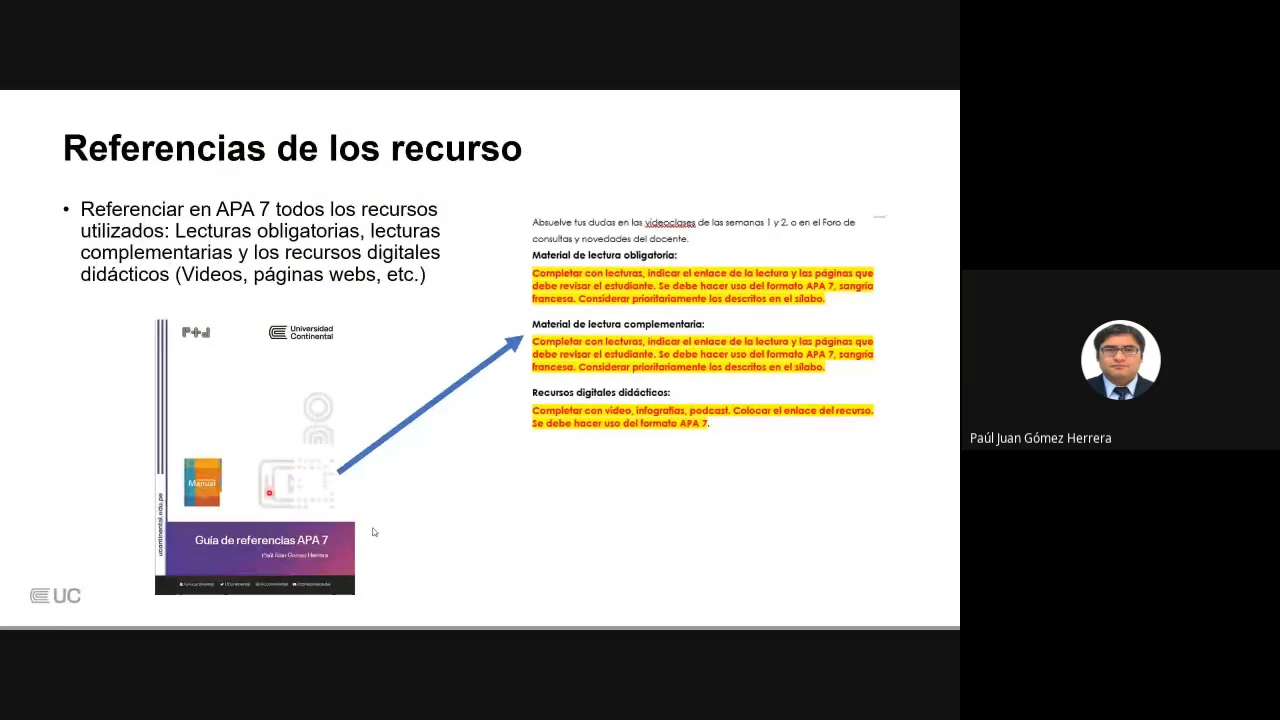 Referencias de los recurso
• Referenciar en APA 7 todos los recursos
utilizados: Lecturas obligatorias, lecturas
complementarias y los recursos digitales
didácticos (Videos, páginas webs, etc.)
Absuelve tus dudas en las videoclases de las semanas 1 y 2. o en el Foro de
consultas y novedades del docente.
Material de lectura obligatoria:
Completar con lecturas, indicar el enlace de la lectura y las páginas que
debe revisar el estudiante. Se debe hacer uso del formato APA 7, sangría
francesa. Considerar prioritariamente los descritos en el sílabo.
Material de lectura complementaria:
Completar con lecturas, indicar el enlace de la lectura y las páginas que
debe revisar el estudiante. Se debe hacer uso del formato APA 7, sangría
francesa. Considerar prioritariamente los descritos en el sílabo.
Recursos digitales didácticos:
Completar con video, infografías, podcast. Colocar el enlace del recurso.
Se debe hacer uso del formato APA 7.
Universidad
Continental
Manual
ucontinental.edu.pe
Guía de referencias APA 7
Paúl Juan Gómez Herrera
UC
Paúl Juan Gómez Herrera